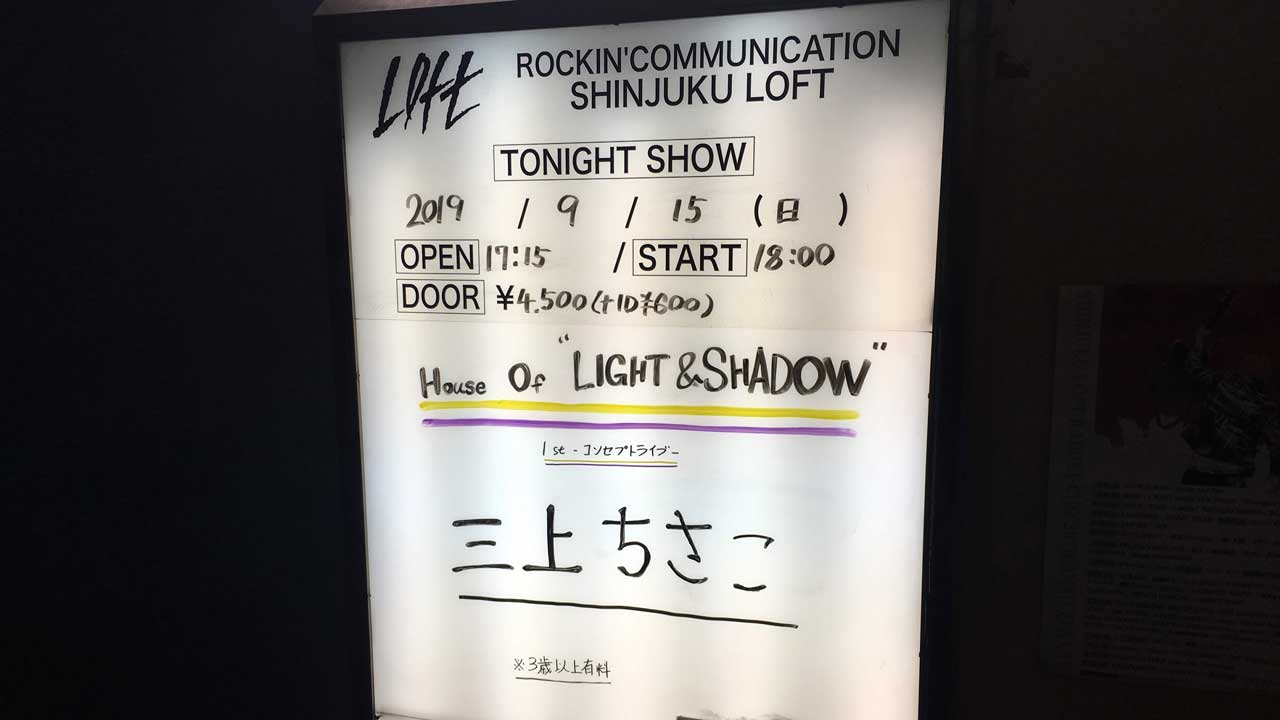 LOFT
ROCKIN'COMMUNICATION
SHINJUKU LOFT
TONIGHT SHOW
2019 / 9 / 15 (日)
OPEN 17:15 / START 18:00
DOOR ¥4.500(+1D¥600)
House Of "LIGHT &SHADOW"
1st - コンセプトライブ-
三上ちさこ
※3歳以上有料